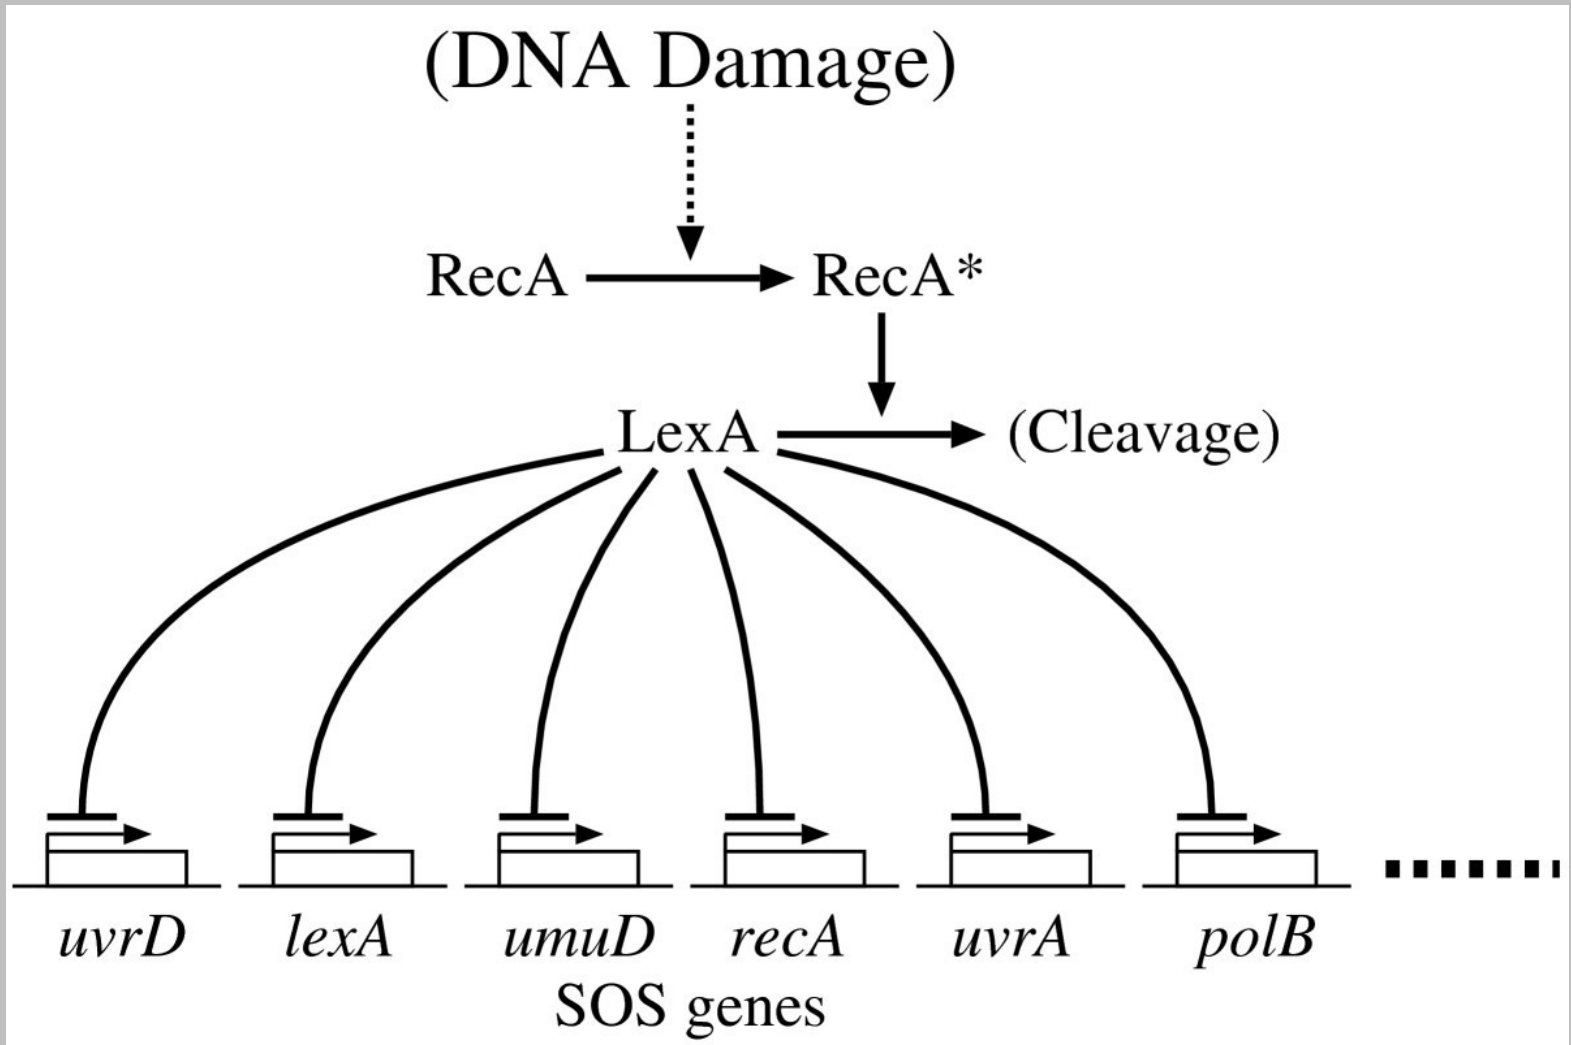 (DNA Damage)
RecA RecA*
LexA (Cleavage)
uvrD lexA umuD recA uvrA polB
SOS genes